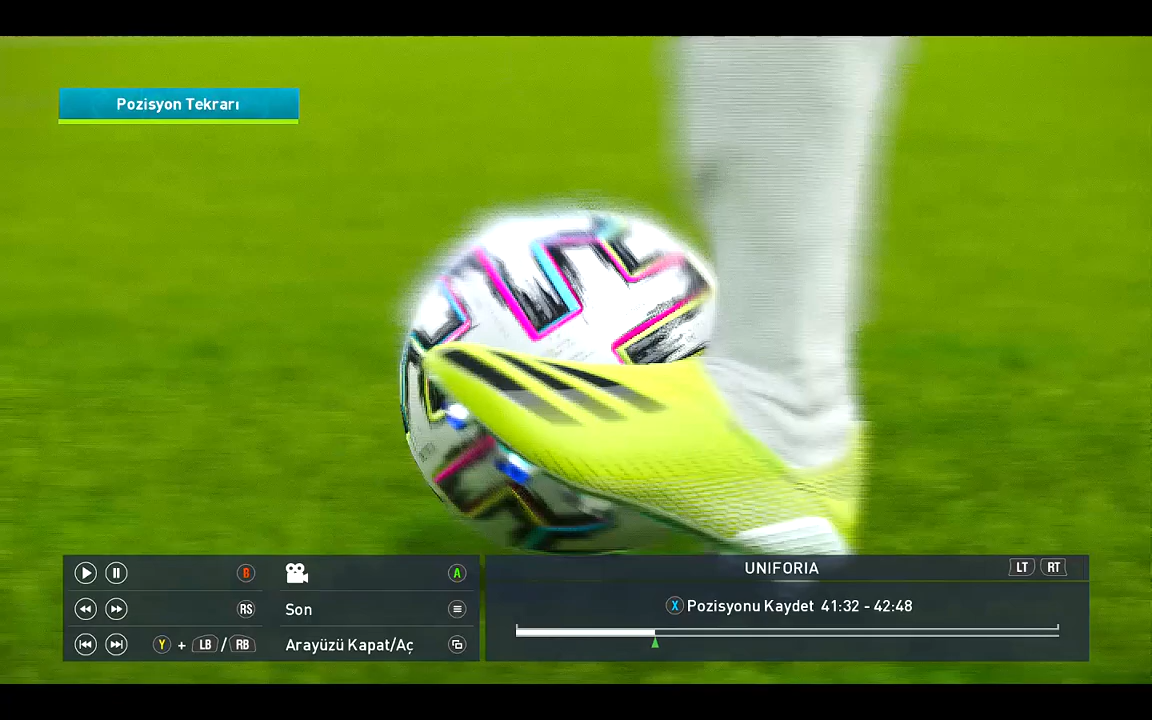 Pozisyon Tekrarı
B
A
RS
Son
Y + LB / RB
Arayüzü Kapat/Aç
UNIFORIA
LT RT
X Pozisyonu Kaydet 41:32 - 42:48